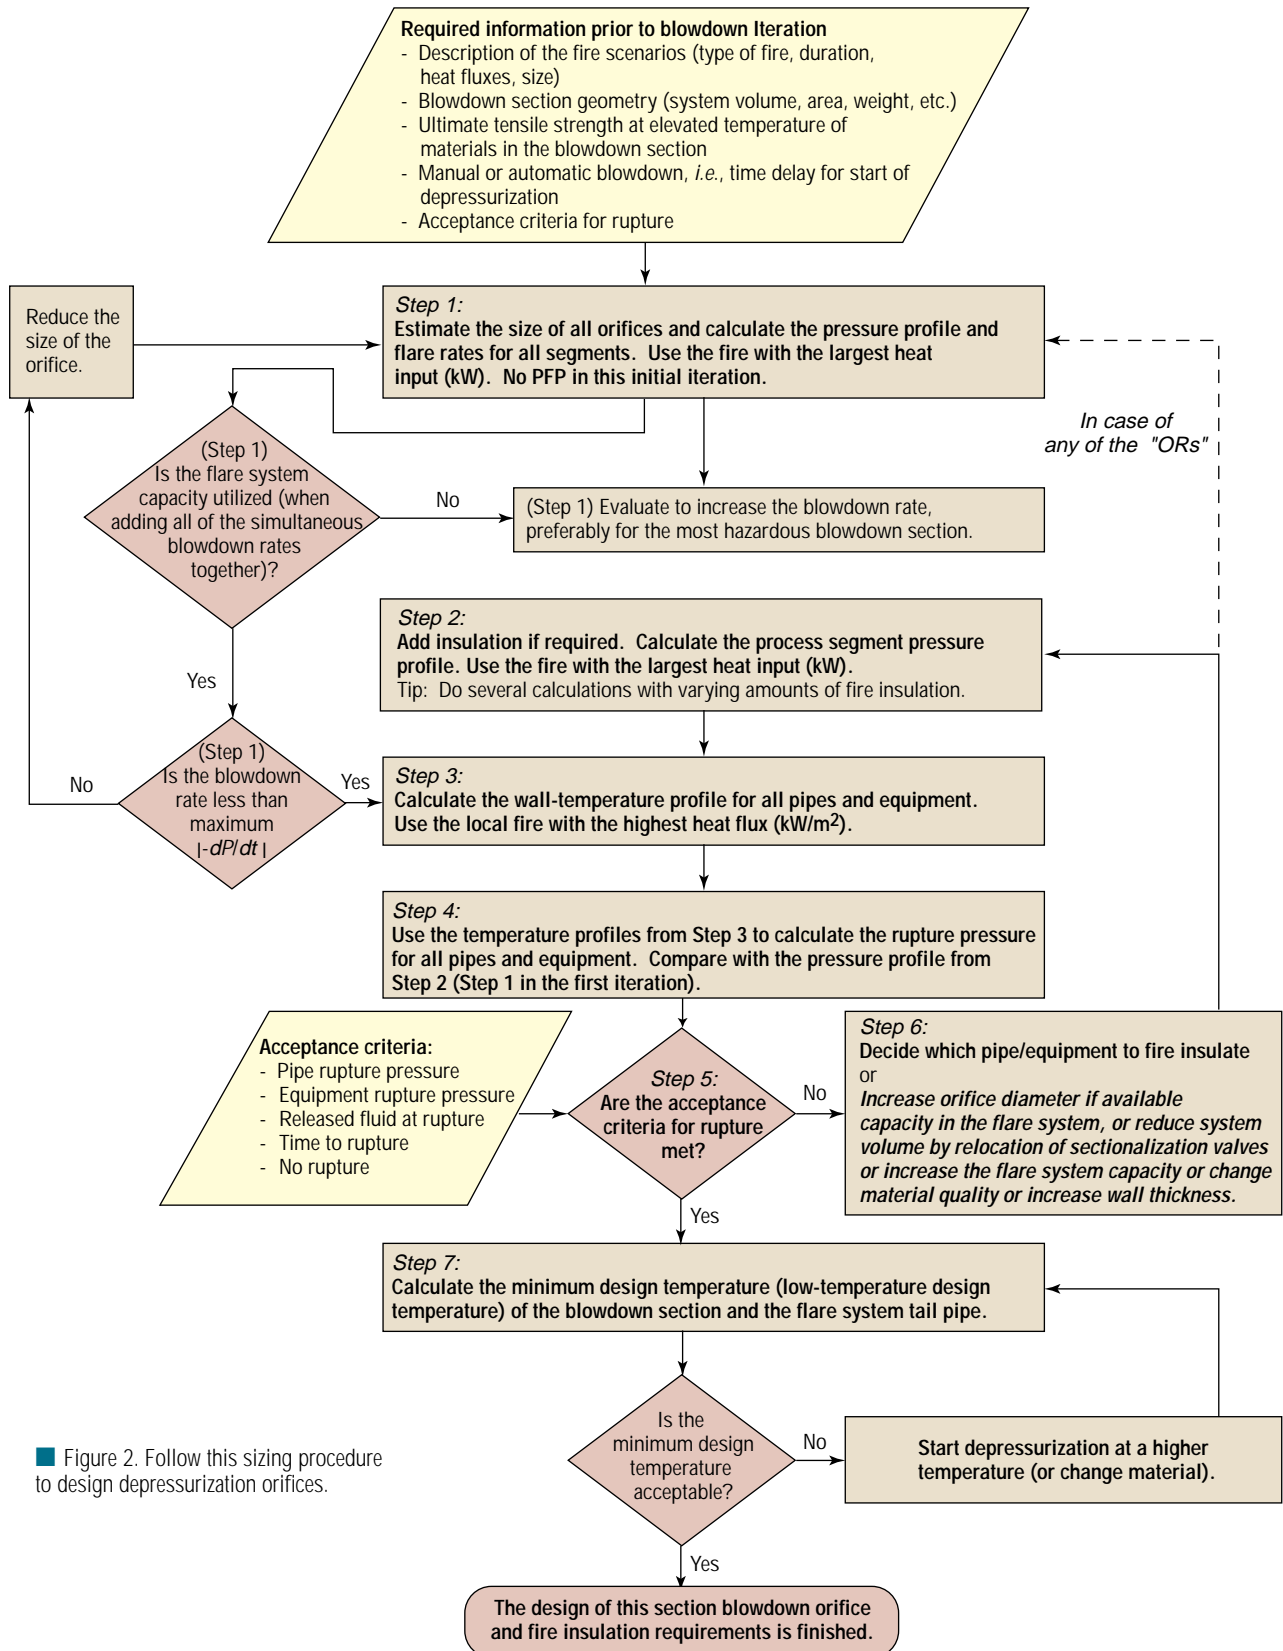 Required information prior to blowdown Iteration
- Description of the fire scenarios (type of fire, duration,
heat fluxes, size)
- Blowdown section geometry (system volume, area, weight, etc.)
- Ultimate tensile strength at elevated temperature of
materials in the blowdown section
- Manual or automatic blowdown, i.e., time delay for start of
depressurization
- Acceptance criteria for rupture
Reduce the
size of the
orifice.
Step 1:
Estimate the size of all orifices and calculate the pressure profile and
flare rates for all segments. Use the fire with the largest heat
input (kW). No PFP in this initial iteration.
In case of
any of the "ORs"
(Step 1)
Is the flare system
capacity utilized (when
adding all of the simultaneous
blowdown rates
together)?
No
(Step 1) Evaluate to increase the blowdown rate,
preferably for the most hazardous blowdown section.
Step 2:
Add insulation if required. Calculate the process segment pressure
profile. Use the fire with the largest heat input (kW).
Tip: Do several calculations with varying amounts of fire insulation.
Yes
(Step 1)
Is the blowdown
rate less than
maximum
|-dP/dt |
No
Yes
Step 3:
Calculate the wall-temperature profile for all pipes and equipment.
Use the local fire with the highest heat flux (kW/m²).
Step 4:
Use the temperature profiles from Step 3 to calculate the rupture pressure
for all pipes and equipment. Compare with the pressure profile from
Step 2 (Step 1 in the first iteration).
Acceptance criteria:
- Pipe rupture pressure
- Equipment rupture pressure
- Released fluid at rupture
- Time to rupture
- No rupture
Step 5:
Are the acceptance
criteria for rupture
met?
No
Step 6:
Decide which pipe/equipment to fire insulate
or
Increase orifice diameter if available
capacity in the flare system, or reduce system
volume by relocation of sectionalization valves
or increase the flare system capacity or change
material quality or increase wall thickness.
Yes
Step 7:
Calculate the minimum design temperature (low-temperature design
temperature) of the blowdown section and the flare system tail pipe.
Is the
minimum design
temperature
acceptable?
No
Start depressurization at a higher
temperature (or change material).
Yes
The design of this section blowdown orifice
and fire insulation requirements is finished.
Figure 2. Follow this sizing procedure
to design depressurization orifices.